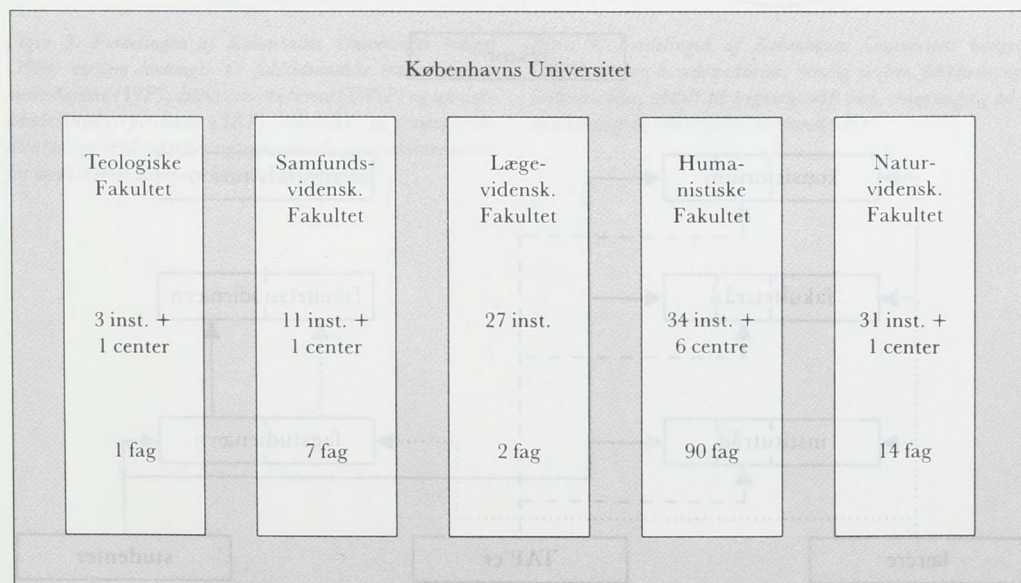 Københavns Universitet
Teologiske
Fakultet
3 inst. +
1 center
1 fag
Samfunds-
vidensk.
Fakultet
11 inst. +
1 center
7 fag
Læge-
vidensk.
Fakultet
27 inst.
2 fag
Huma-
nistiske
Fakultet
34 inst. +
6 centre
90 fag
Natur-
vidensk.
Fakultet
31 inst. +
1 center
14 fag